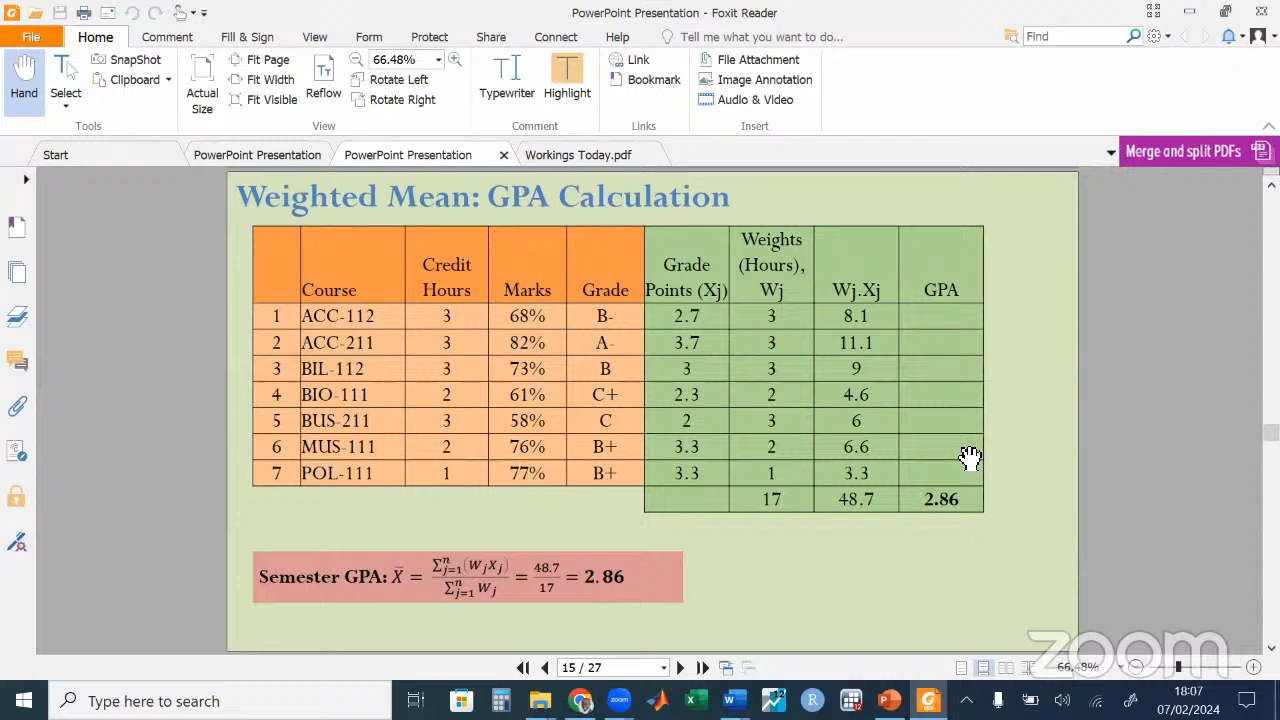 PowerPoint Presentation - Foxit Reader
File Home Comment Fill & Sign View Form Protect Share Connect Help Tell me what you want to do... Find
Hand
Select
SnapShot
Clipboard
Tools
Actual Size
Fit Page
Fit Width
Fit Visible
Reflow
66.48%
Rotate Left
Rotate Right
View
Typewriter
Highlight
Comment
Link
Bookmark
Links
File Attachment
Image Annotation
Audio & Video
Insert
Start PowerPoint Presentation PowerPoint Presentation Workings Today.pdf Merge and split PDFs
Weighted Mean: GPA Calculation
Course Credit Hours Marks Grade Grade Points (Xj) Weights (Hours), Wj Wj.Xj GPA
1 ACC-112 3 68% B- 2.7 3 8.1
2 ACC-211 3 82% A- 3.7 3 11.1
3 BIL-112 3 73% B 3 3 9
4 BIO-111 2 61% C+ 2.3 2 4.6
5 BUS-211 3 58% C 2 3 6
6 MUS-111 2 76% B+ 3.3 2 6.6
7 POL-111 1 77% B+ 3.3 1 3.3
17 48.7 2.86
Semester GPA: X̄ = ∑ⁿⱼ₌₁(WⱼXⱼ) / ∑ⁿⱼ₌₁ Wⱼ = 48.7 / 17 = 2.86
zoom
15 / 27 66.48%
Type here to search
18:07
07/02/2024